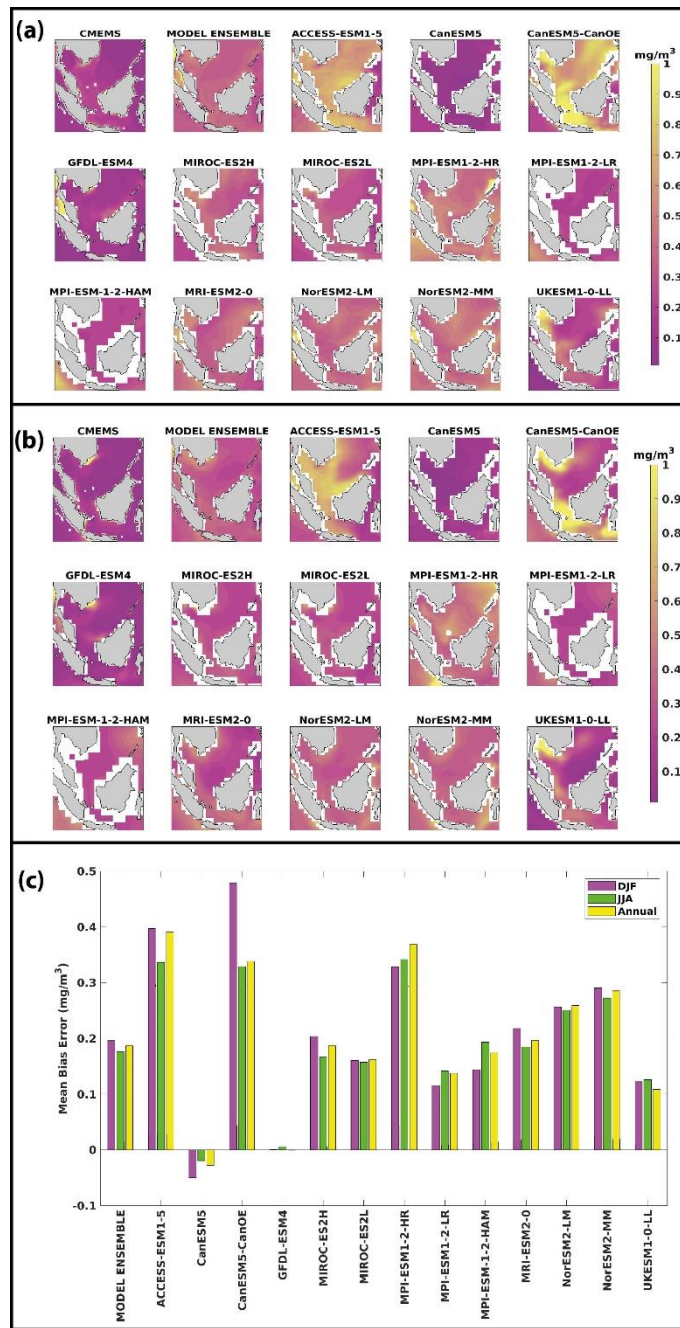 (a)
CMEMS MODEL ENSEMBLE ACCESS-ESM1-5 CanESM5 CanESM5-CanOE
mg/m³
1
0.9
0.8
0.7
0.6
0.5
0.4
0.3
0.2
0.1
GFDL-ESM4 MIROC-ES2H MIROC-ES2L MPI-ESM1-2-HR MPI-ESM1-2-LR
MPI-ESM-1-2-HAM MRI-ESM2-0 NorESM2-LM NorESM2-MM UKESM1-0-LL
(b)
CMEMS MODEL ENSEMBLE ACCESS-ESM1-5 CanESM5 CanESM5-CanOE
mg/m³
1
0.9
0.8
0.7
0.6
0.5
0.4
0.3
0.2
0.1
GFDL-ESM4 MIROC-ES2H MIROC-ES2L MPI-ESM1-2-HR MPI-ESM1-2-LR
MPI-ESM-1-2-HAM MRI-ESM2-0 NorESM2-LM NorESM2-MM UKESM1-0-LL
(c)
Mean Bias Error (mg/m³)
0.5
0.4
0.3
0.2
0.1
0
-0.1
DJF
JJA
Annual
MODEL ENSEMBLE
ACCESS-ESM1-5
CanESM5
CanESM5-CanOE
GFDL-ESM4
MIROC-ES2H
MIROC-ES2L
MPI-ESM1-2-HR
MPI-ESM1-2-LR
MPI-ESM-1-2-HAM
MRI-ESM2-0
NorESM2-LM
NorESM2-MM
UKESM1-0-LL